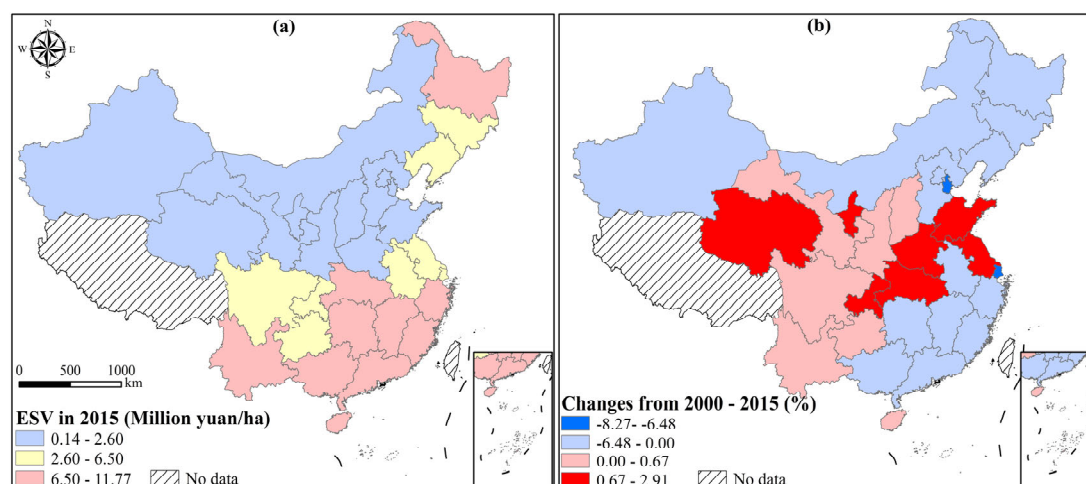 (a)
N
W E
S
0 500 1000
km
ESV in 2015 (Million yuan/ha)
0.14 - 2.60
2.60 - 6.50
6.50 - 11.77
No data
(b)
Changes from 2000 - 2015 (%)
-8.27- -6.48
-6.48 - 0.00
0.00 - 0.67
0.67 - 2.91
No data